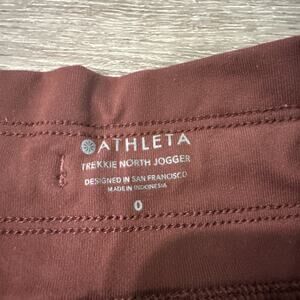 ATHLETA
TREKKIE NORTH JOGGER
DESIGNED IN SAN FRANCISCO
MADE IN INDONESIA
0